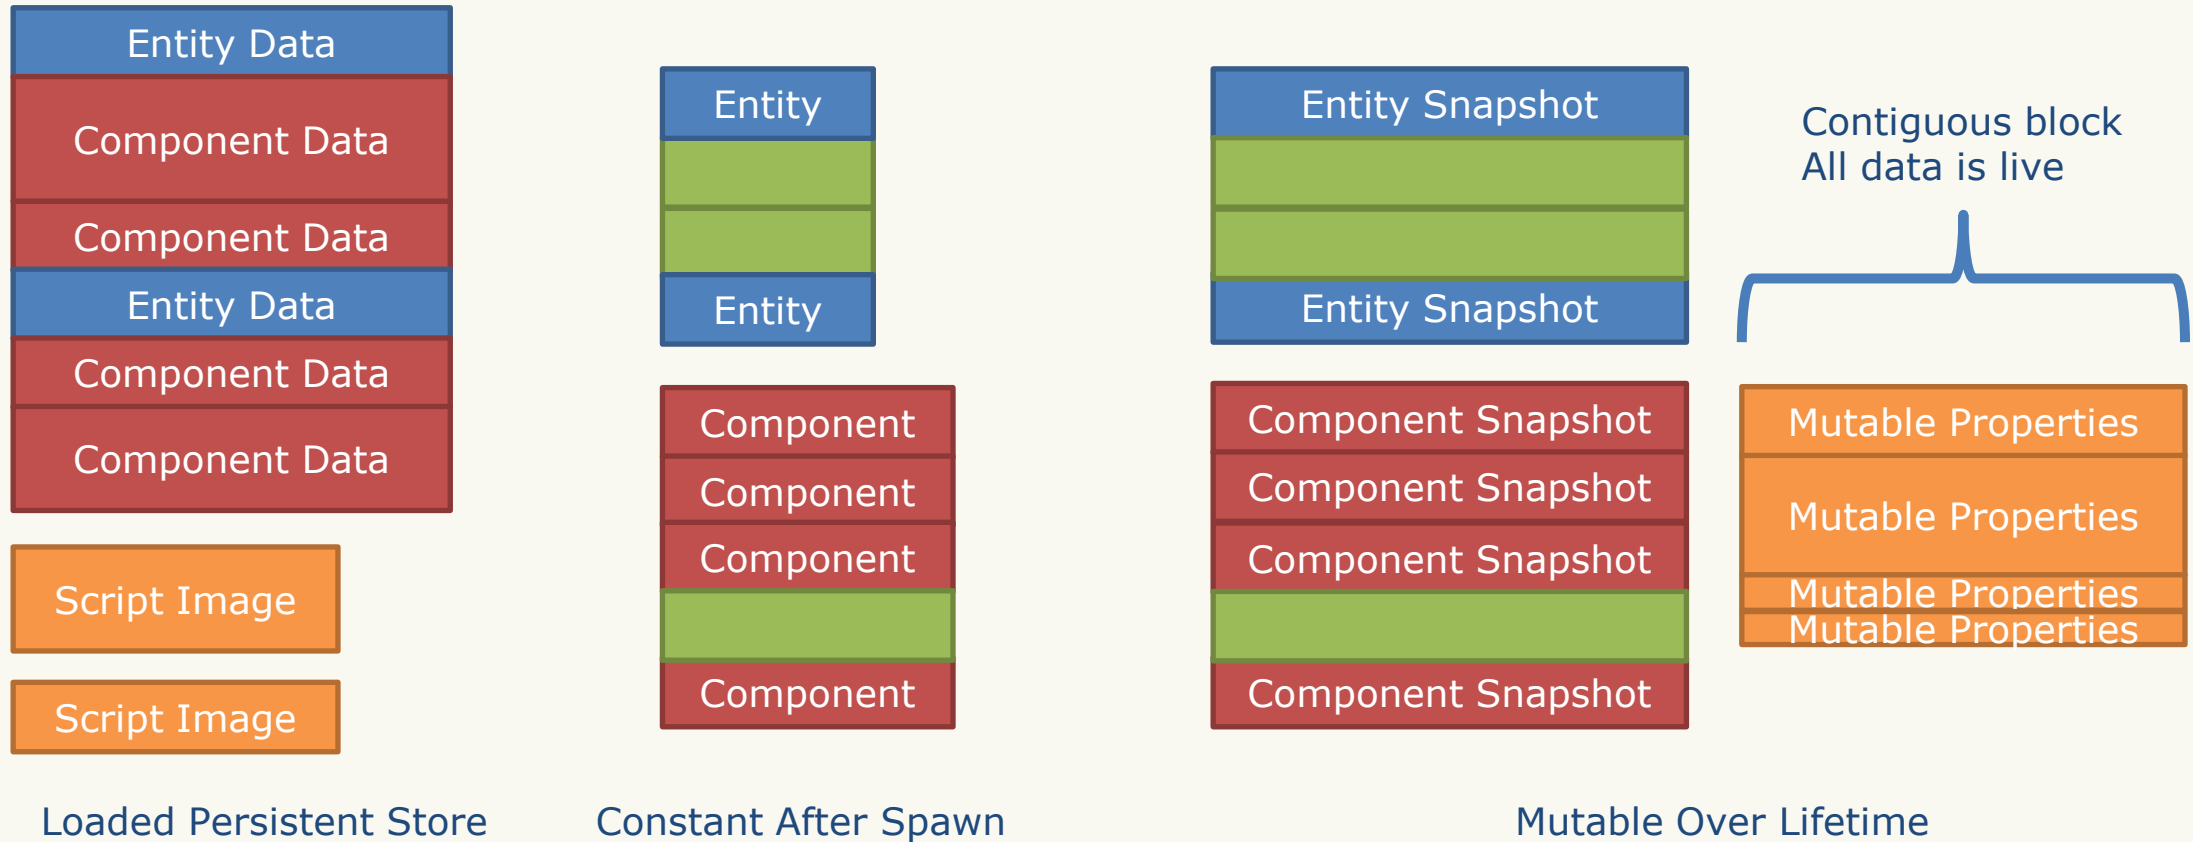 Entity Data
Component Data
Component Data
Entity Data
Component Data
Component Data
Script Image
Script Image
Loaded Persistent Store
Entity
Entity
Component
Component
Component
Component
Constant After Spawn
Entity Snapshot
Entity Snapshot
Component Snapshot
Component Snapshot
Component Snapshot
Component Snapshot
Contiguous block
All data is live
Mutable Properties
Mutable Properties
Mutable Properties
Mutable Properties
Mutable Over Lifetime